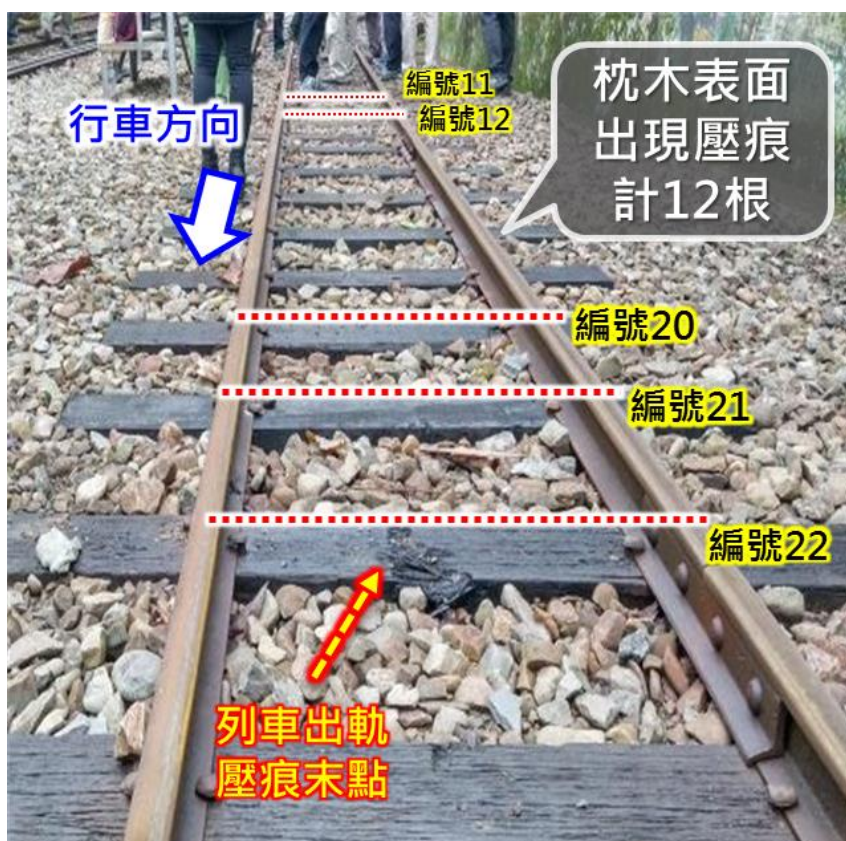 編號11
編號12
行車方向
枕木表面
出現壓痕
計12根
編號20
編號21
編號22
列車出軌
壓痕末點